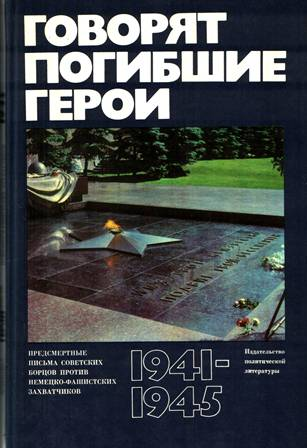 ГОВОРЯТ
ПОГИБШИЕ
ГЕРОИ
ПРЕДСМЕРТНЫЕ
ПИСЬМА СОВЕТСКИХ
БОРЦОВ ПРОТИВ
НЕМЕЦКО-ФАШИСТСКИХ
ЗАХВАТЧИКОВ
1941-
1945
Издательство
политической
литературы